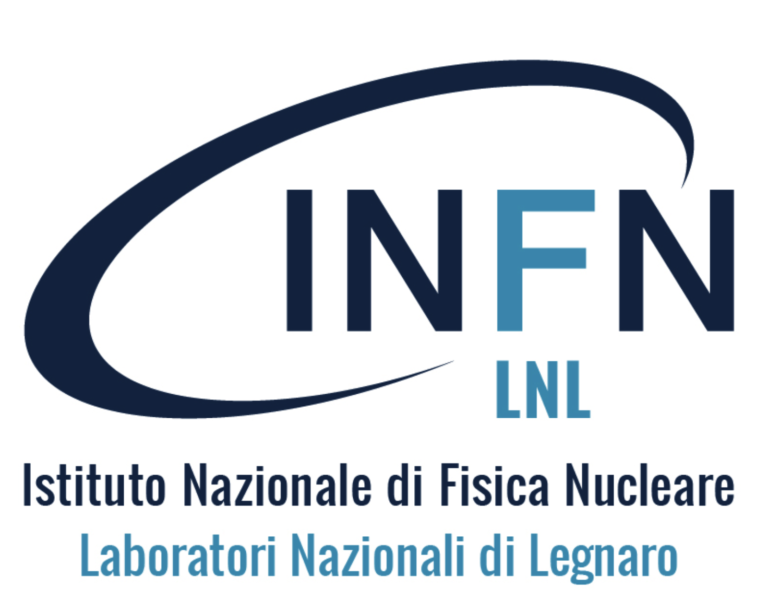 INFN
LNL
Istituto Nazionale di Fisica Nucleare
Laboratori Nazionali di Legnaro